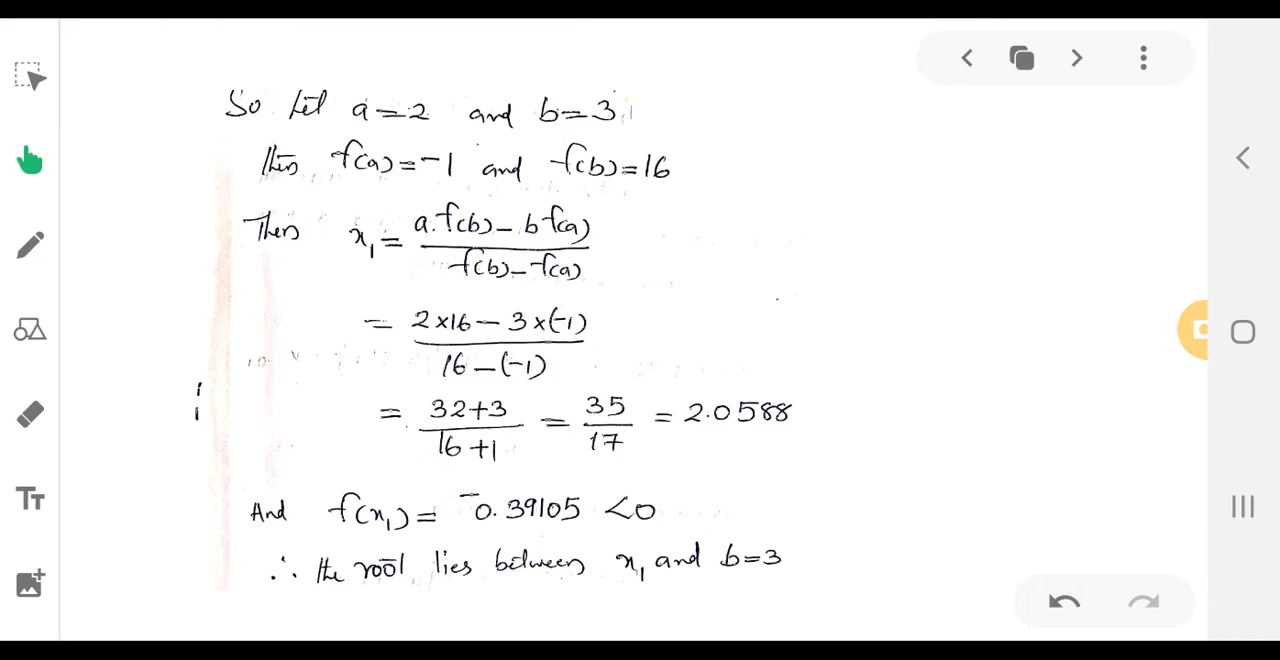 So let a=2 and b=3
then f(a)=-1 and f(b)=16
Then x₁ = a.f(b) - b f(a) / f(b) - f(a)
= 2×16 - 3×(-1) / 16-(-1)
= 32+3 / 16+1 = 35 / 17 = 2.0588
And f(x₁) = -0.39105 <0
∴ the root lies between x₁ and b=3
TT